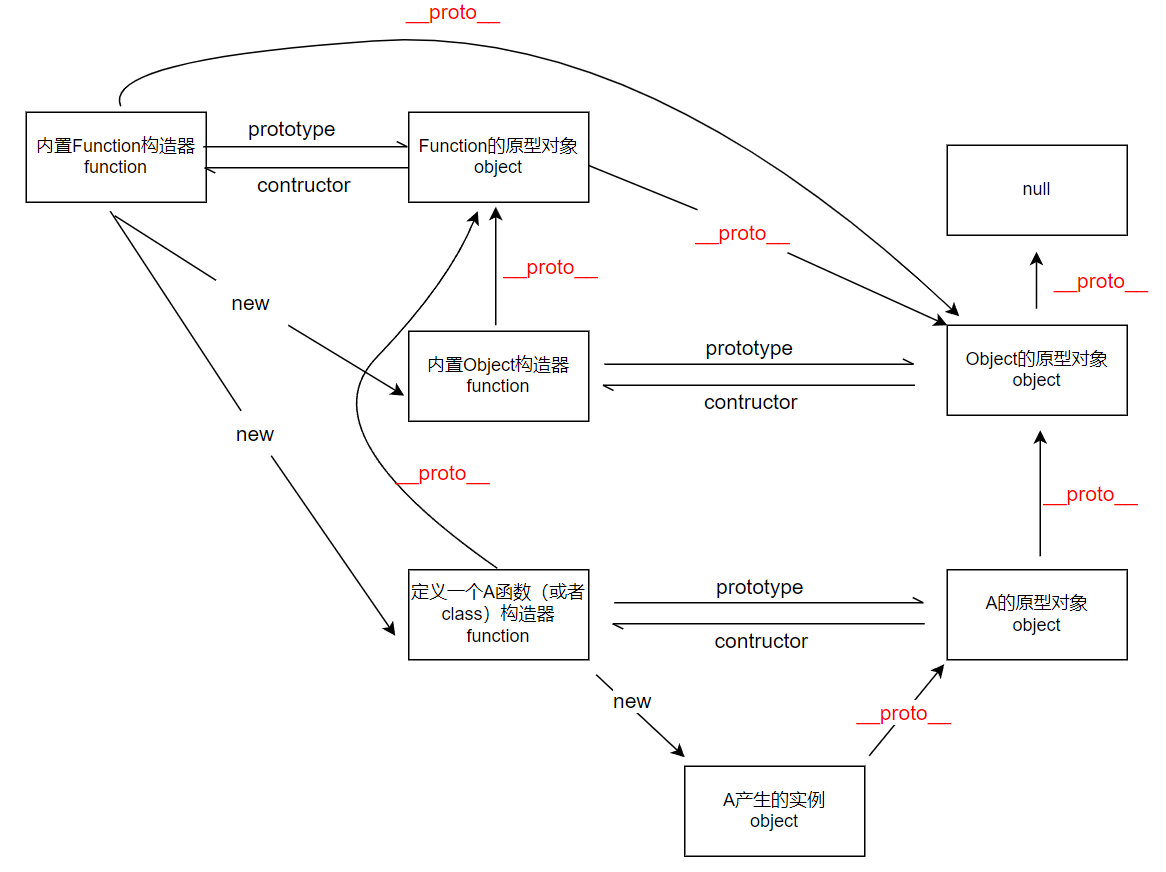 __proto__
内置Function构造器
function
prototype
contructor
Function的原型对象
object
null
__proto__
__proto__
__proto__
new
内置Object构造器
function
prototype
contructor
Object的原型对象
object
new
__proto__
__proto__
定义一个A函数（或者
class）构造器
function
prototype
contructor
A的原型对象
object
new
__proto__
A产生的实例
object